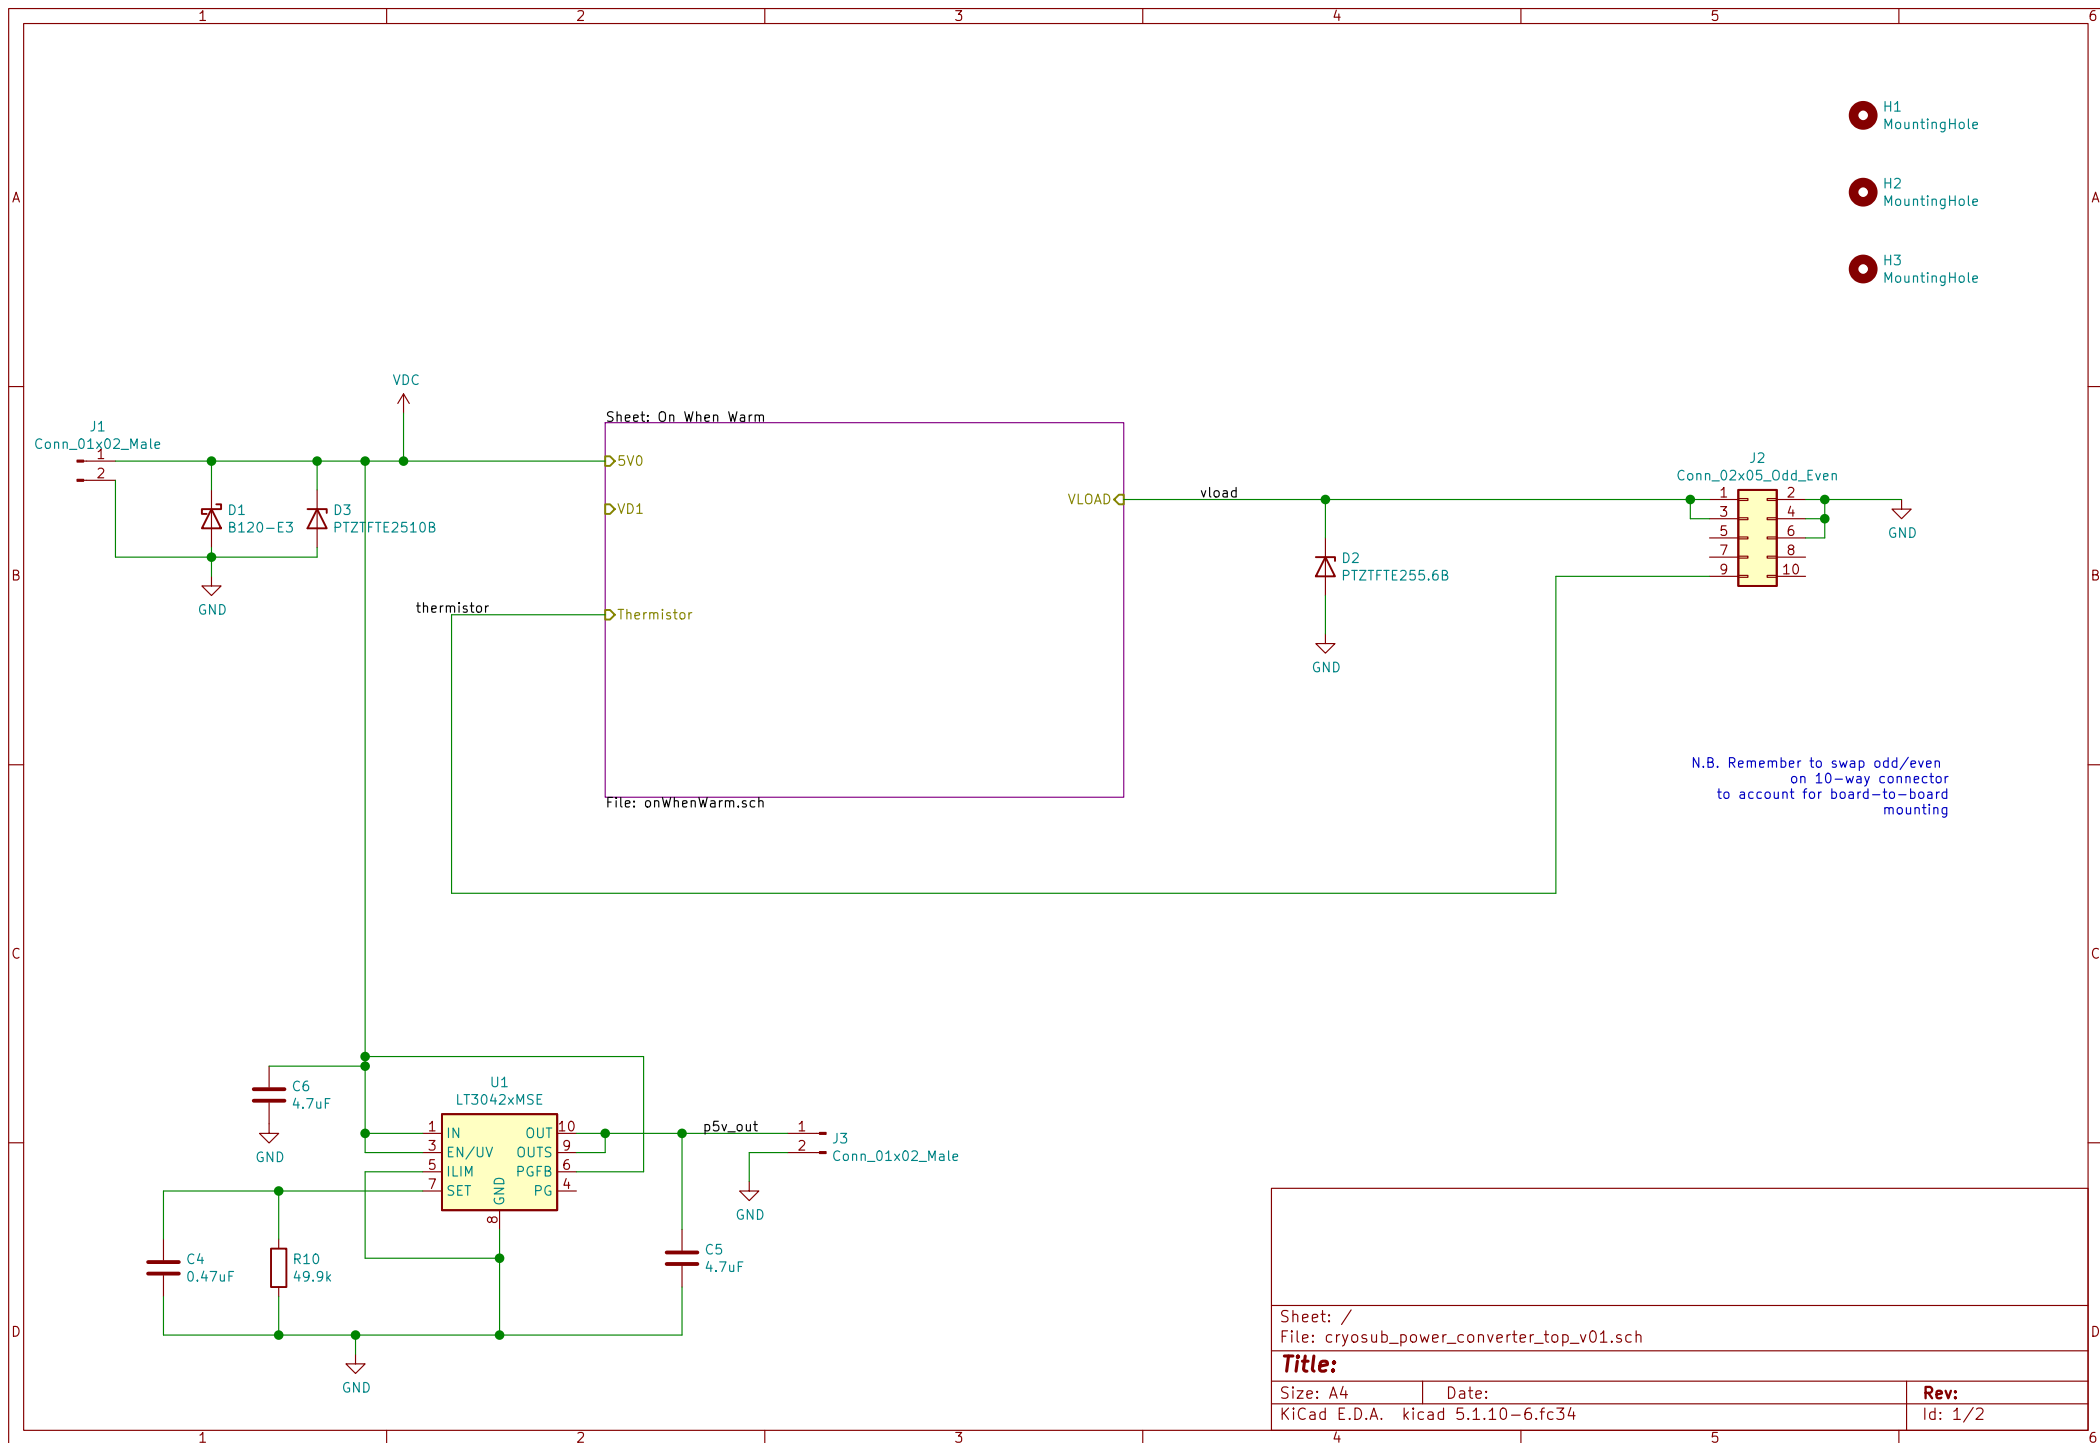 1 2 3 4 5 6
A
B
C
D
A
B
C
D
H1
MountingHole
H2
MountingHole
H3
MountingHole
VDC
J1
Conn_01x02_Male
1
2
D1
B120-E3
D3
PTZTFTE2510B
GND
Sheet: On When Warm
5V0
VD1
VLOAD
Thermistor
File: onWhenWarm.sch
thermistor
vload
D2
PTZTFTE255.6B
GND
J2
Conn_02x05_Odd_Even
1 2
3 4
5 6
7 8
9 10
GND
N.B. Remember to swap odd/even
on 10-way connector
to account for board-to-board
mounting
C6
4.7uF
GND
U1
LT3042xMSE
1 IN OUT 10
3 EN/UV OUTS 9
5 ILIM PGFB 6
7 SET PG 4
GND
8
p5v_out
1
2
J3
Conn_01x02_Male
GND
C4
0.47uF
R10
49.9k
C5
4.7uF
GND
Sheet: /
File: cryosub_power_converter_top_v01.sch
Title:
Size: A4 Date: Rev:
KiCad E.D.A. kicad 5.1.10-6.fc34 Id: 1/2
1 2 3 4 5 6